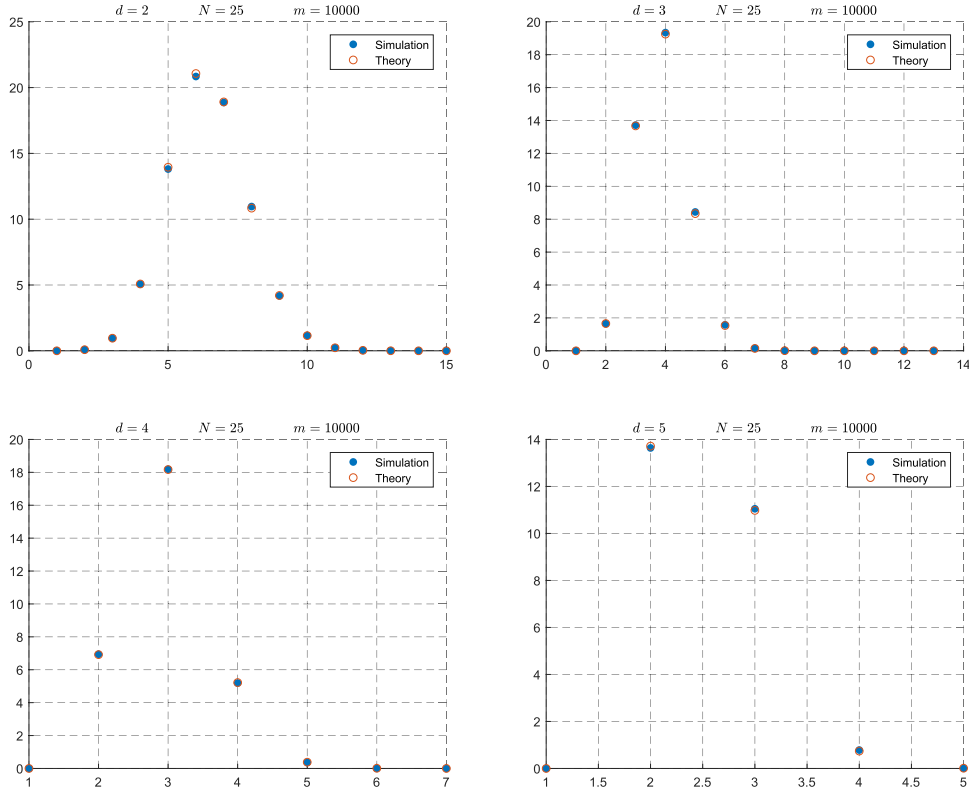 d = 2 N = 25 m = 10000
25
20
15
10
5
0
0 5 10 15
Simulation
Theory
d = 3 N = 25 m = 10000
20
18
16
14
12
10
8
6
4
2
0
0 2 4 6 8 10 12 14
Simulation
Theory
d = 4 N = 25 m = 10000
20
18
16
14
12
10
8
6
4
2
0
1 2 3 4 5 6 7
Simulation
Theory
d = 5 N = 25 m = 10000
14
12
10
8
6
4
2
0
1 1.5 2 2.5 3 3.5 4 4.5 5
Simulation
Theory